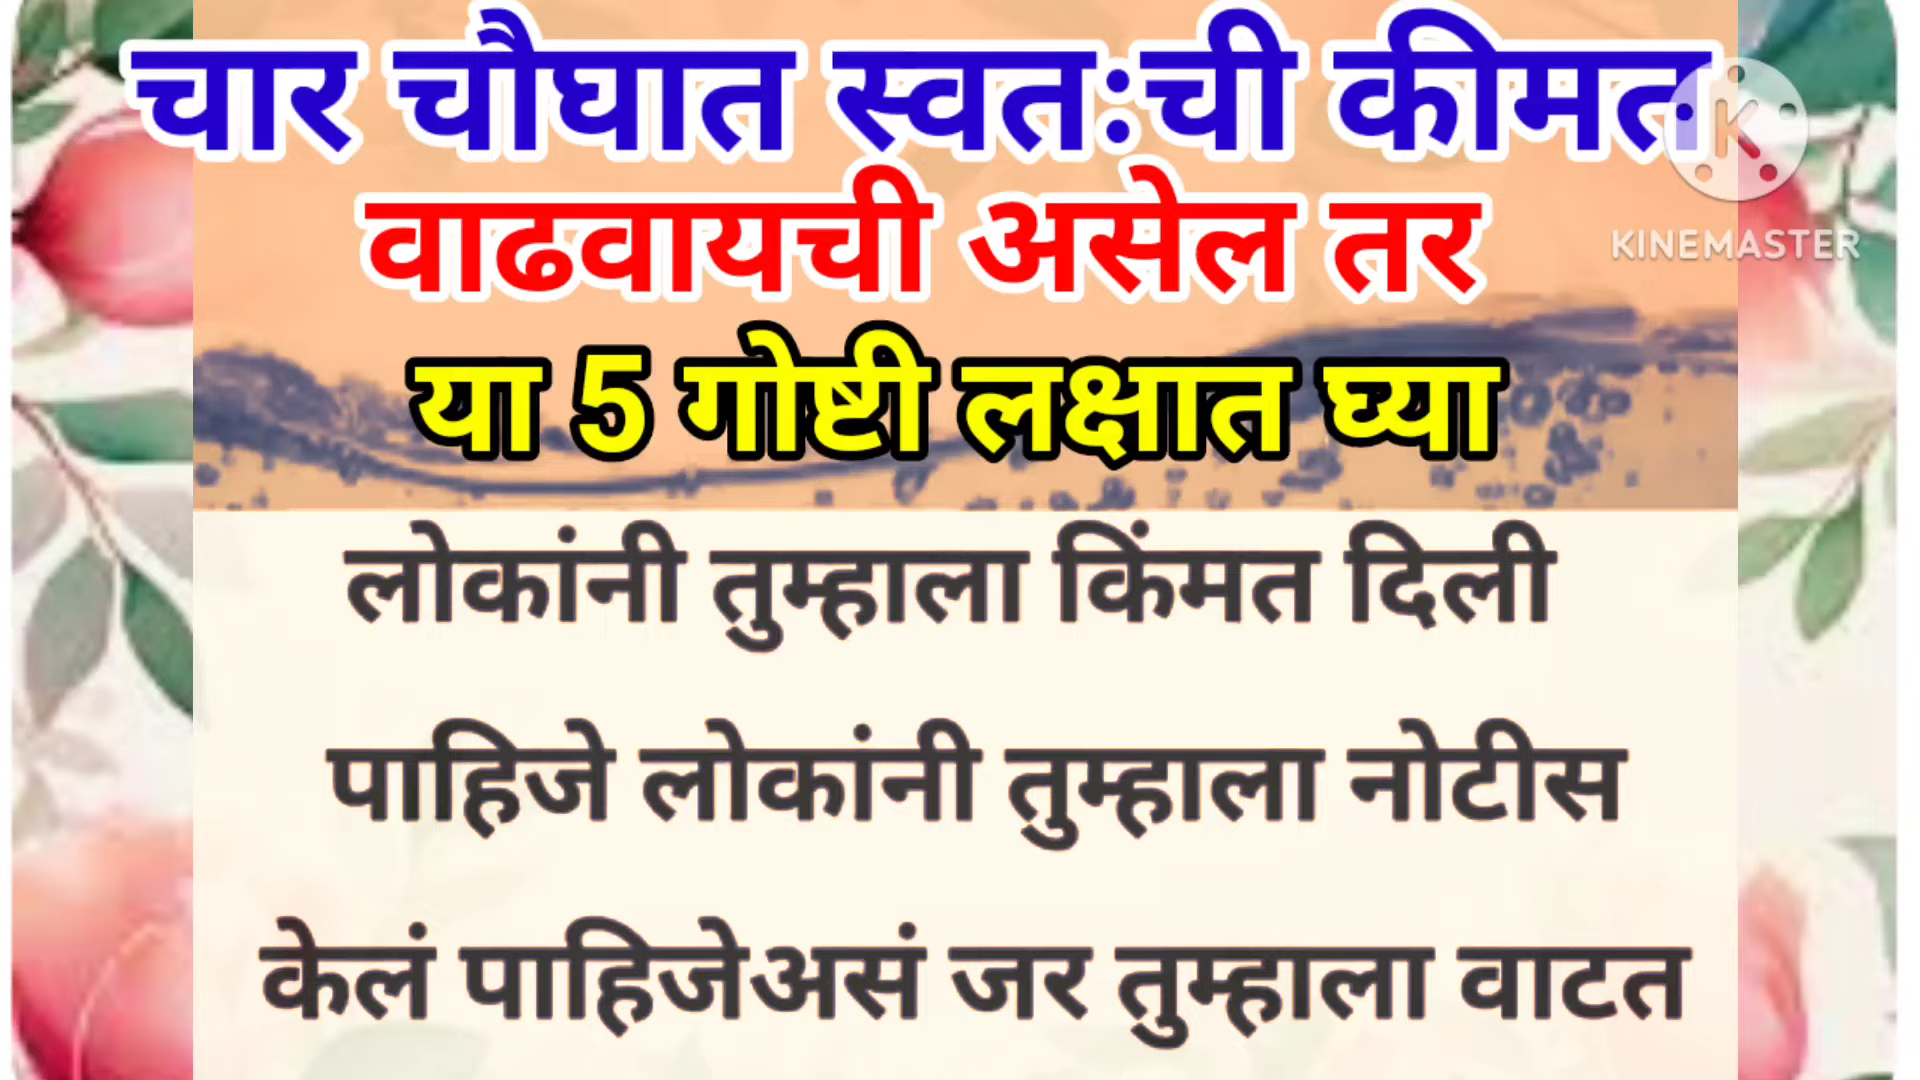 चार चौघात स्वतःची कीमत
वाढवायची असेल तर
या 5 गोष्टी लक्षात घ्या
लोकांनी तुम्हाला किंमत दिली
पाहिजे लोकांनी तुम्हाला नोटीस
केलं पाहिजेअसं जर तुम्हाला वाटत
K
KINEMASTER